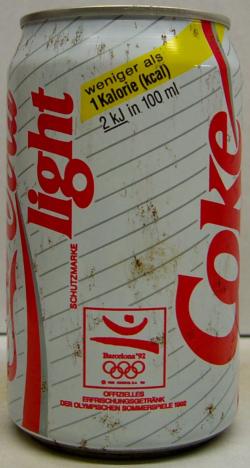 weniger als
1 Kalorie (kcal)
2 kJ in 100 ml
light
SCHUTZMARKE
Coke
Barcelona'92
OFFIZIELLES
ERFRISCHUNGSGETRÄNK
DER OLYMPISCHEN SOMMERSPIELE 1992